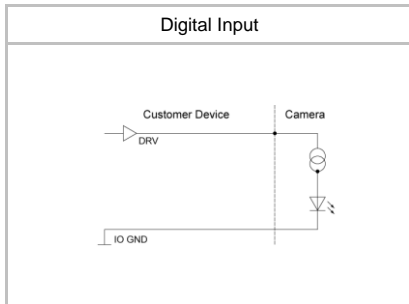 Digital Input
Customer Device
Camera
DRV
IO GND